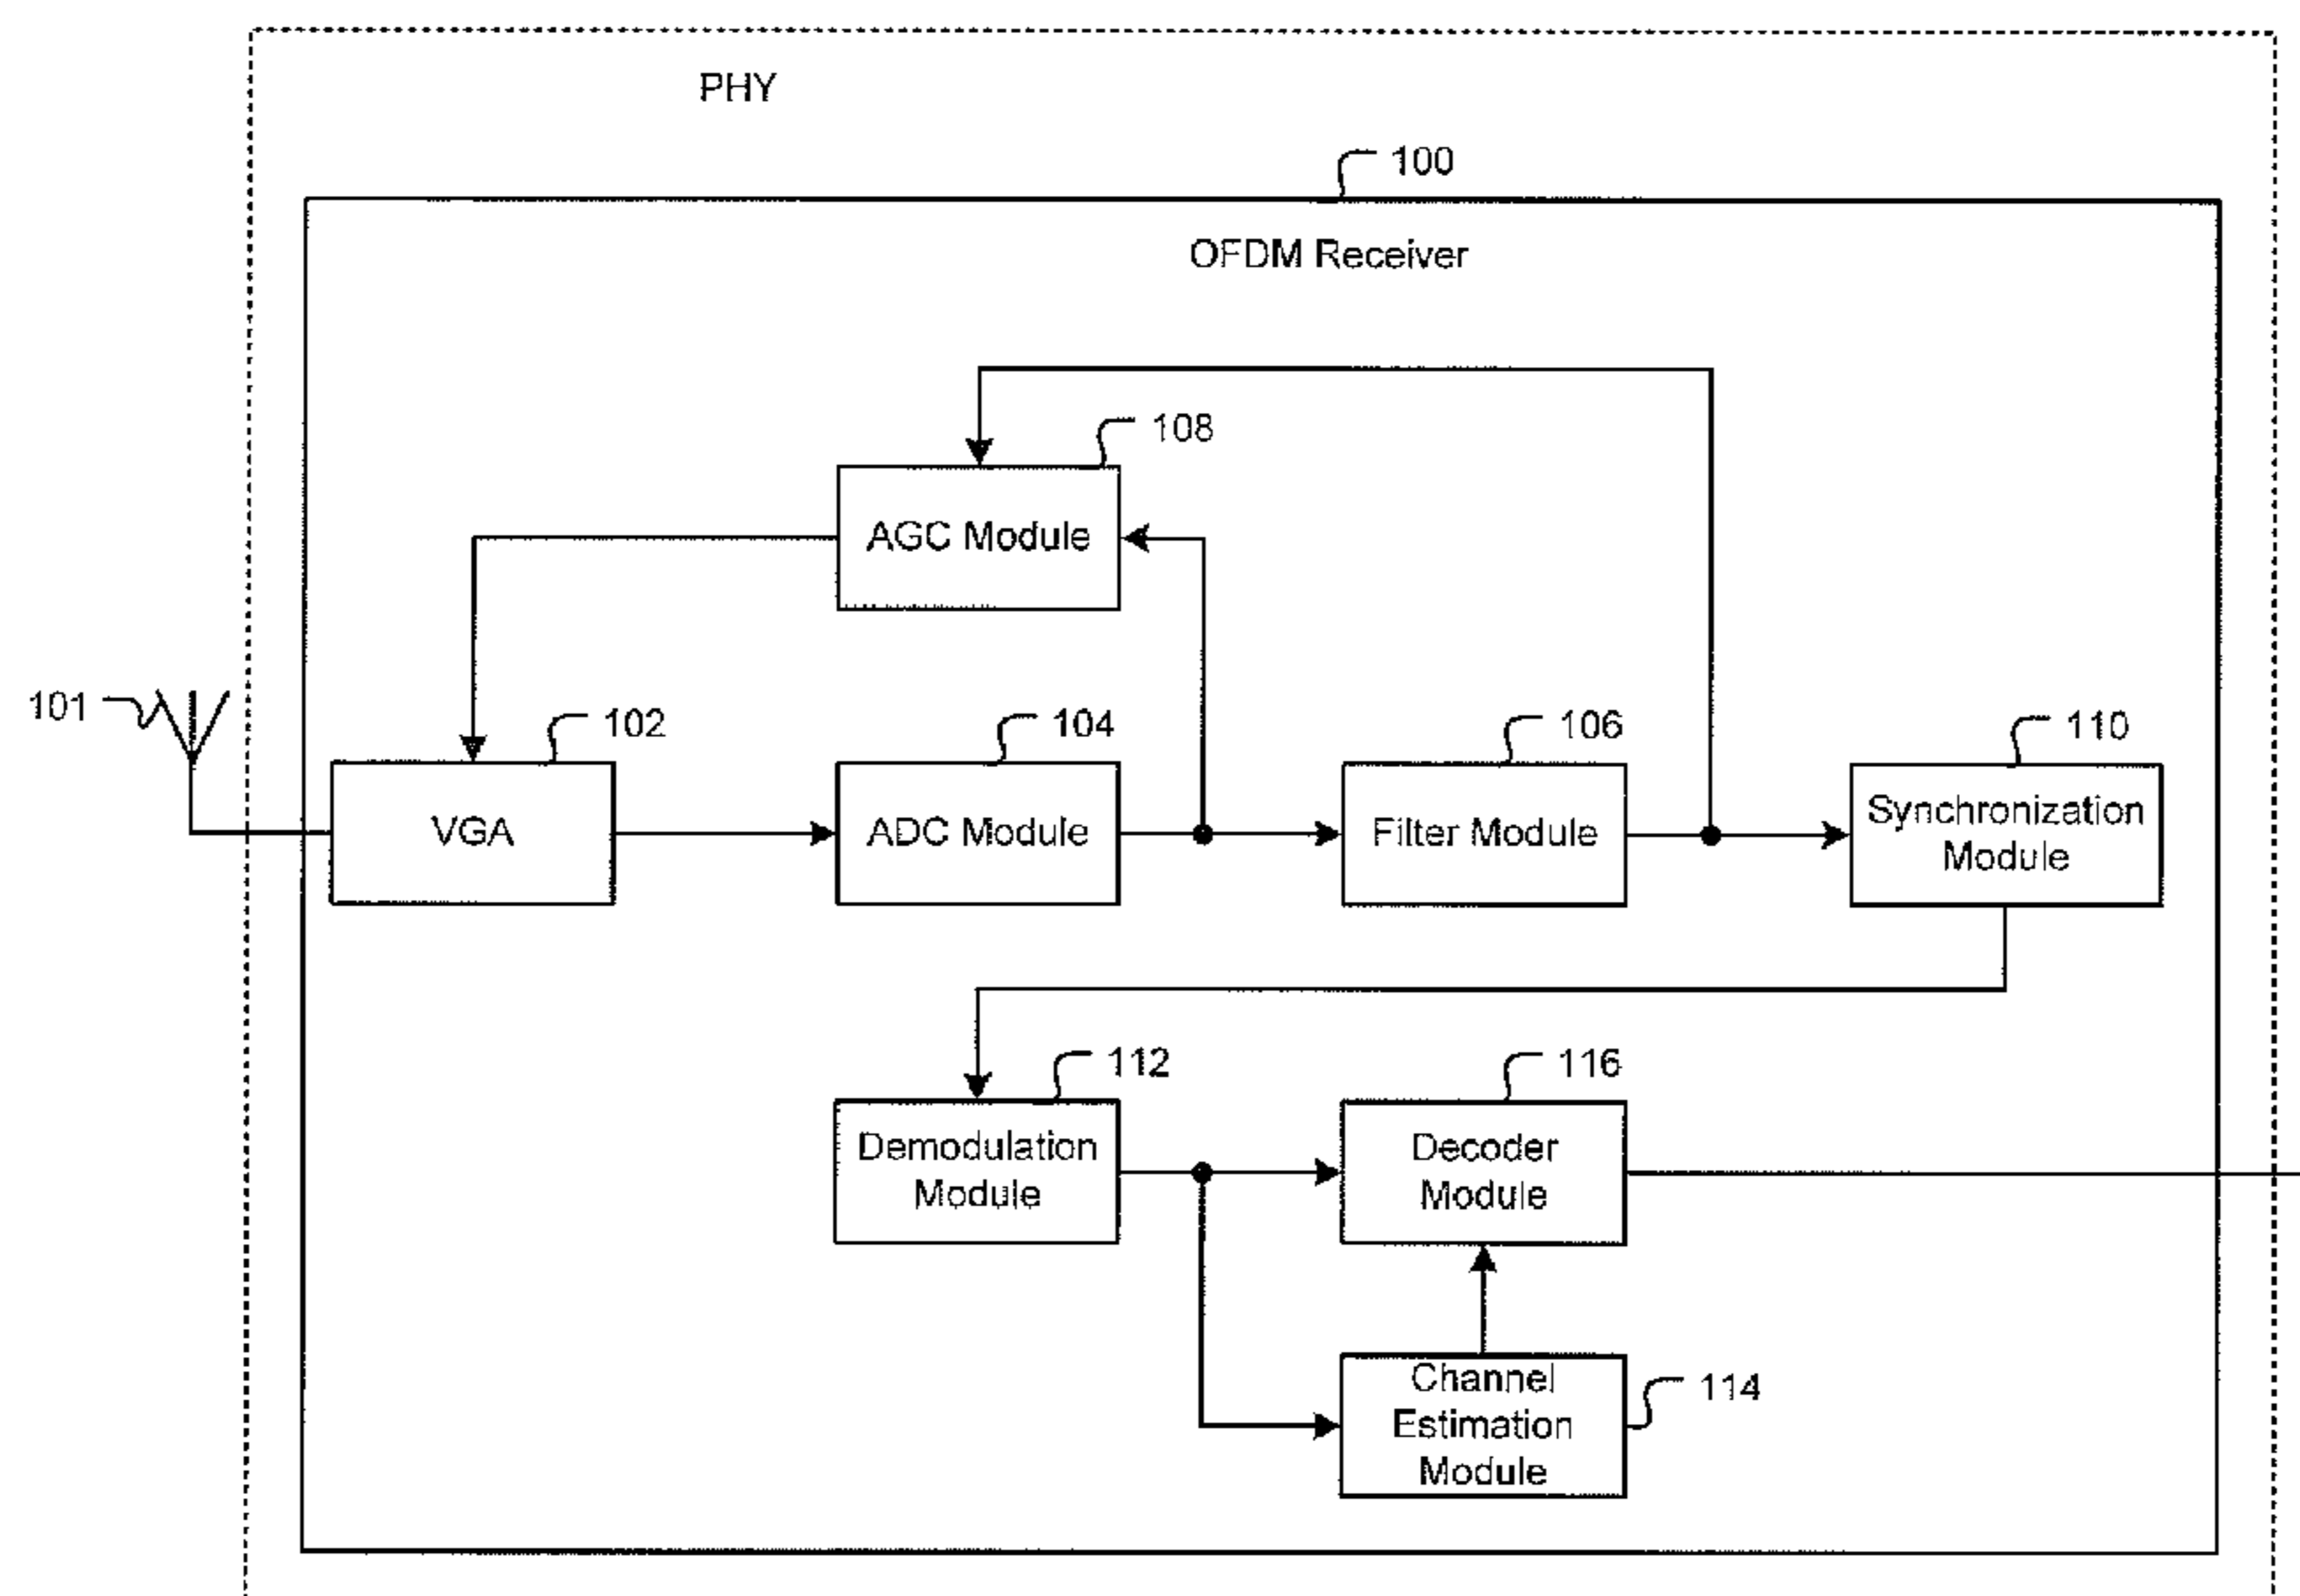 PHY
100
OFDM Receiver
108
AGC Module
101
102
104
106
110
VGA
ADC Module
Filter Module
Synchronization
Module
112
116
Demodulation
Module
Decoder
Module
Channel
Estimation
Module
114